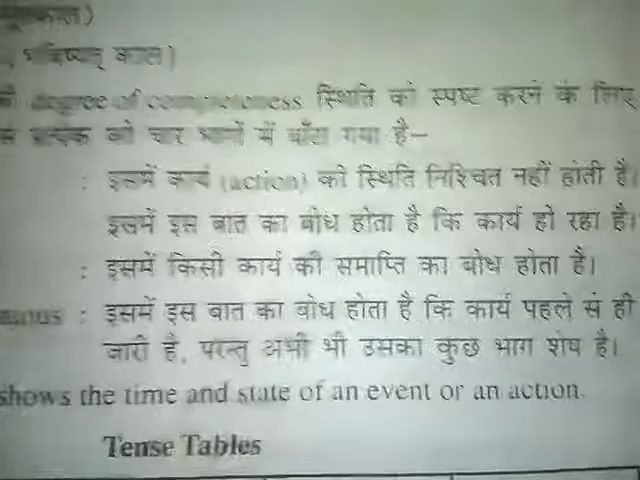 भविष्यत् काल)
degree of completeness स्थिति को स्पष्ट करने के लिए
को चार भागों में बाँटा गया है–
: इसमें कार्य (action) की स्थिति निश्चित नहीं होती है।
इसमें इस बात का बोध होता है कि कार्य हो रहा है।
: इसमें किसी कार्य की समाप्ति का बोध होता है।
: इसमें इस बात का बोध होता है कि कार्य पहले से ही
जारी है, परन्तु अभी भी उसका कुछ भाग शेष है।
shows the time and state of an event or an action.
Tense Tables